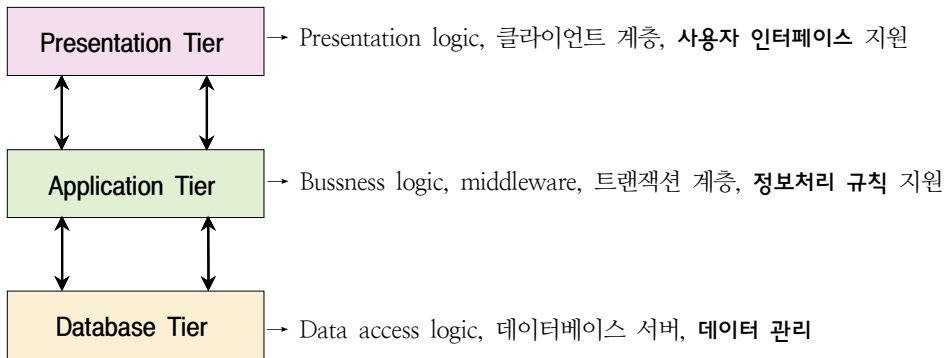 Presentation Tier → Presentation logic, 클라이언트 계층, 사용자 인터페이스 지원
Application Tier → Bussness logic, middleware, 트랜잭션 계층, 정보처리 규칙 지원
Database Tier → Data access logic, 데이터베이스 서버, 데이터 관리